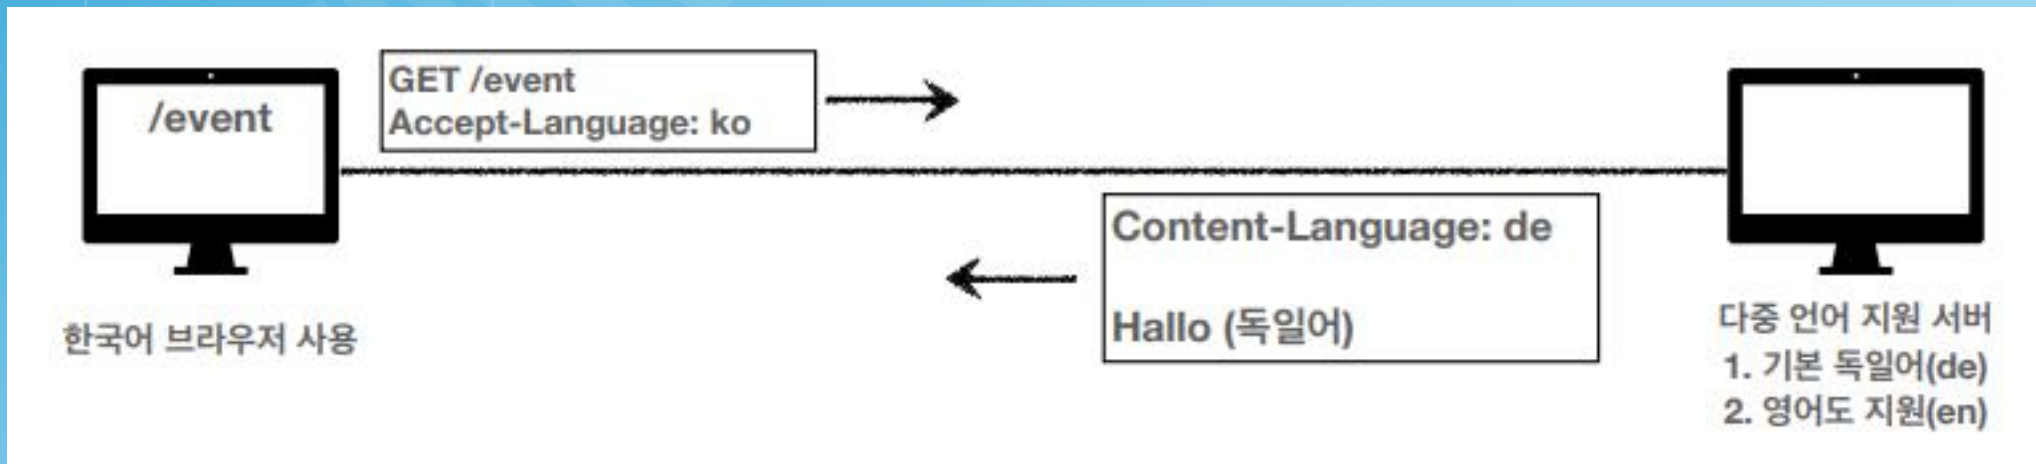 /event
GET /event
Accept-Language: ko
Content-Language: de
Hallo (독일어)
한국어 브라우저 사용
다중 언어 지원 서버
1. 기본 독일어(de)
2. 영어도 지원(en)